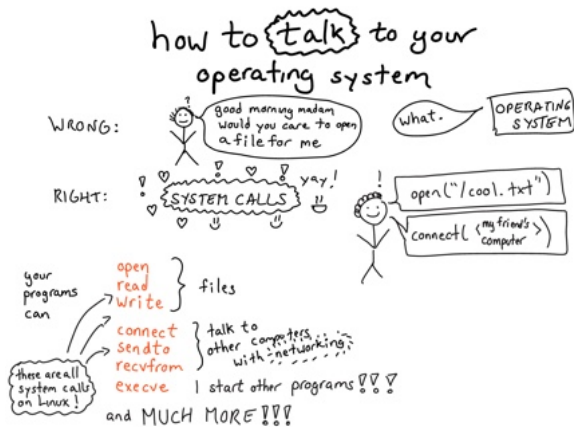 how to talk to your
operating system
WRONG:
?
good morning madam
would you care to open
a file for me
what.
OPERATING
SYSTEM
RIGHT:
! ! ! !
SYSTEM CALLS
yay!
!
open("/cool.txt")
connect( <my friend's
computer> )
your
programs
can
open
read
write
files
connect
sendto
recvfrom
talk to
other computers
with networking
these are all
system calls
on Linux!
execve
I start other programs!!!
and MUCH MORE!!!